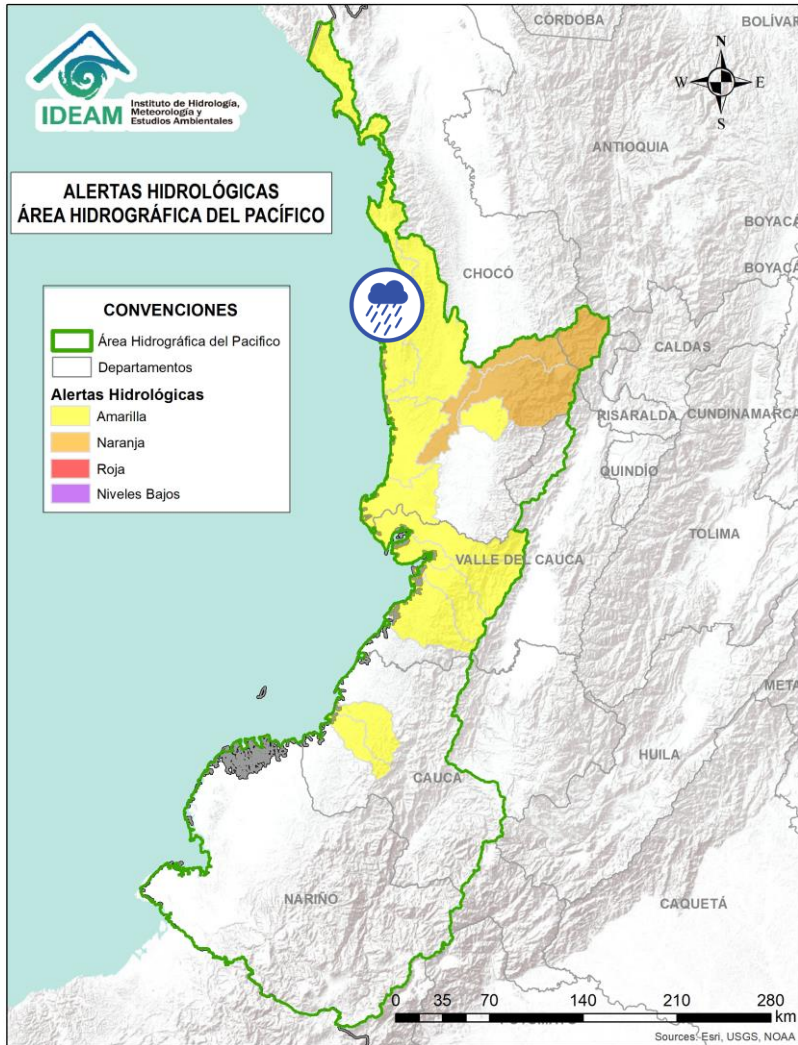 IDEAM
Instituto de Hidrología,
Meteorología y
Estudios Ambientales
ALERTAS HIDROLÓGICAS
ÁREA HIDROGRÁFICA DEL PACÍFICO
CONVENCIONES
Área Hidrográfica del Pacifico
Departamentos
Alertas Hidrológicas
Amarilla
Naranja
Roja
Niveles Bajos
N
W
E
S
CÓRDOBA
BOLÍVAR
ANTIOQUIA
BOYACÁ
BOYACÁ
CHOCÓ
CALDAS
RISARALDA
CUNDINAMARCA
QUINDÍO
TOLIMA
VALLE DEL CAUCA
META
HUILA
CAUCA
NARIÑO
CAQUETÁ
0 35 70 140 210 280
km
Sources: Esri, USGS, NOAA